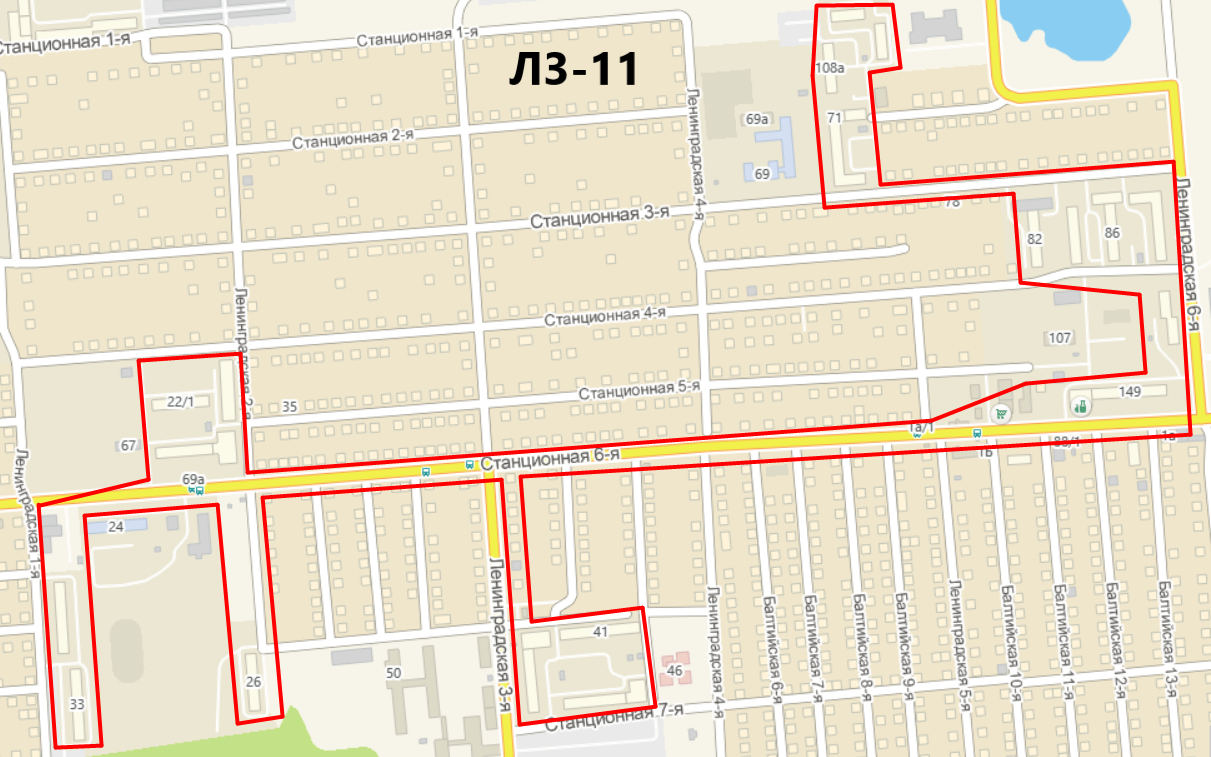 Станционная 1-я
Станционная 1-я
ЛЗ-11
108а
Ленинградская 4-я
69а
71
Станционная 2-я
69
Ленинградская 6-я
78
Станционная 3-я
82
86
Ленинградская 2-я
Станционная 4-я
107
Станционная 5-я
149
22/1
35
1а/1
88/1
1а
67
1б
Станционная 6-я
69а
Ленинградская 1-я
24
Ленинградская 3-я
Ленинградская 4-я
Балтийская 6-я
Балтийская 7-я
Балтийская 8-я
Балтийская 9-я
Ленинградская 5-я
Балтийская 10-я
Балтийская 11-я
Балтийская 12-я
Балтийская 13-я
41
46
50
26
33
Станционная 7-я